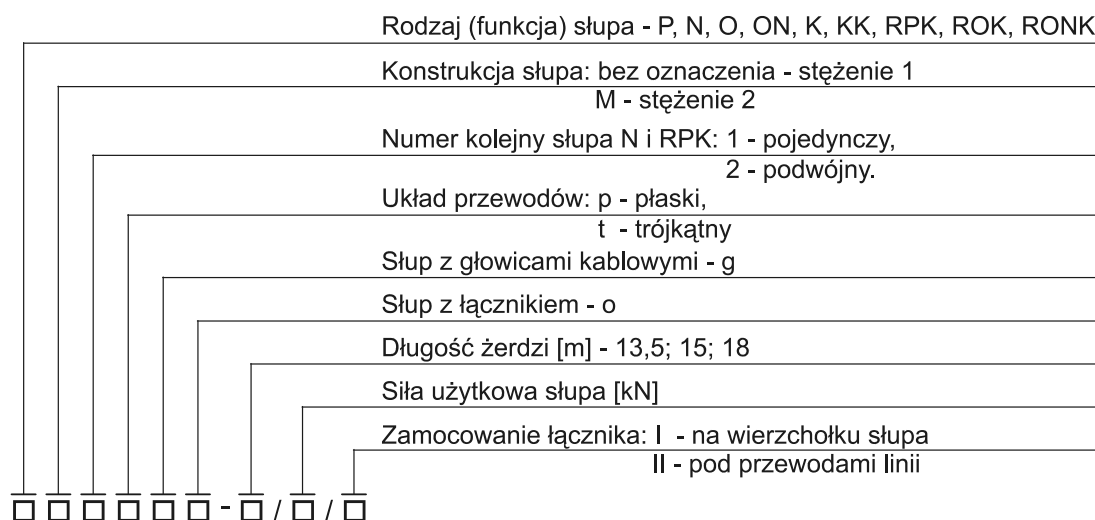 Rodzaj (funkcja) słupa - P, N, O, ON, K, KK, RPK, ROK, RONK
Konstrukcja słupa: bez oznaczenia - stężenie 1
M - stężenie 2
Numer kolejny słupa N i RPK: 1 - pojedynczy,
2 - podwójny.
Układ przewodów: p - płaski,
t - trójkątny
Słup z głowicami kablowymi - g
Słup z łącznikiem - o
Długość żerdzi [m] - 13,5; 15; 18
Siła użytkowa słupa [kN]
Zamocowanie łącznika: I - na wierzchołku słupa
II - pod przewodami linii
□ □ □ □ □ □ - □ / □ / □